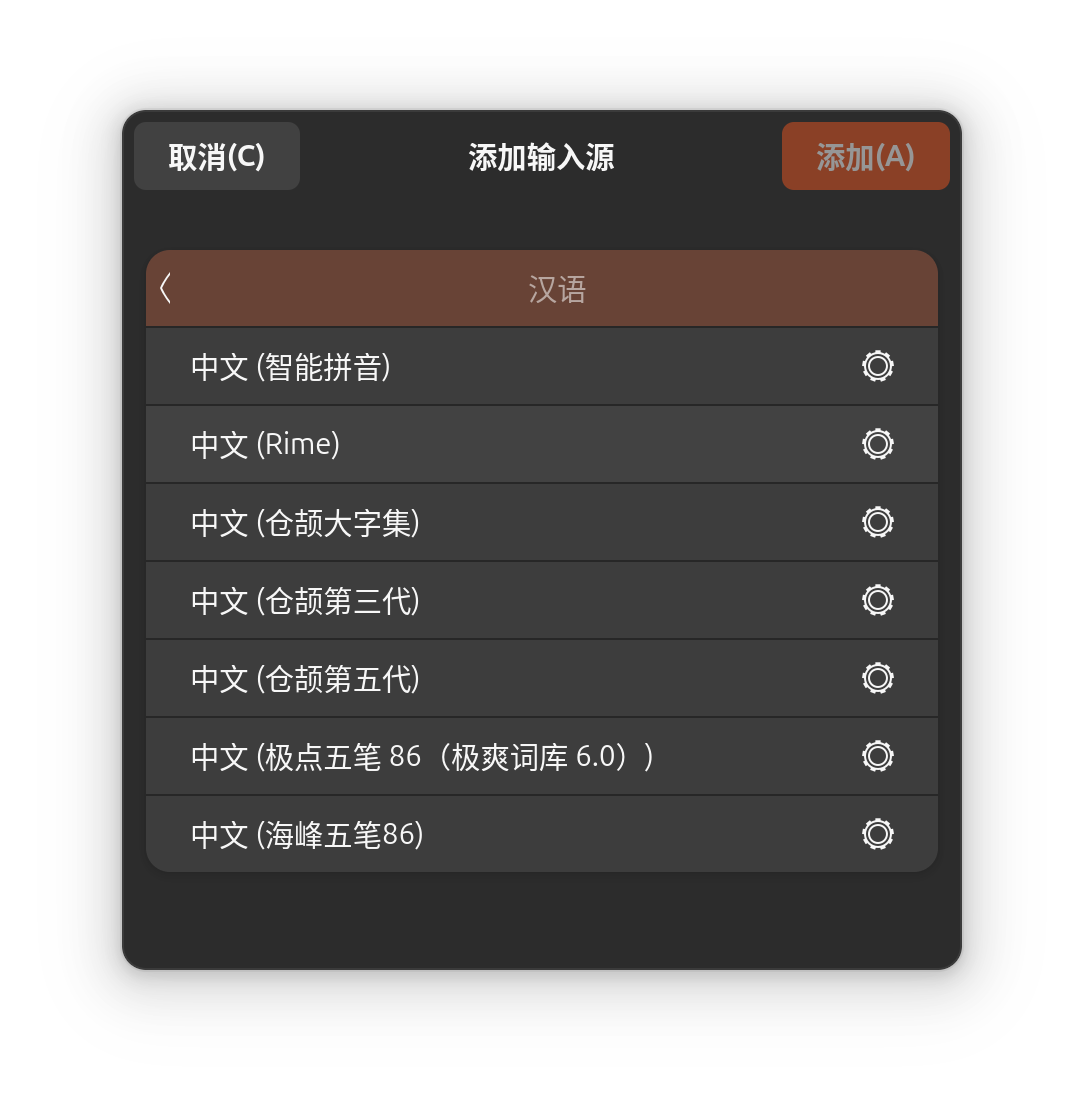 取消(C) 添加输入源 添加(A)
汉语
中文 (智能拼音)
中文 (Rime)
中文 (仓颉大字集)
中文 (仓颉第三代)
中文 (仓颉第五代)
中文 (极点五笔 86（极爽词库 6.0）)
中文 (海峰五笔86)